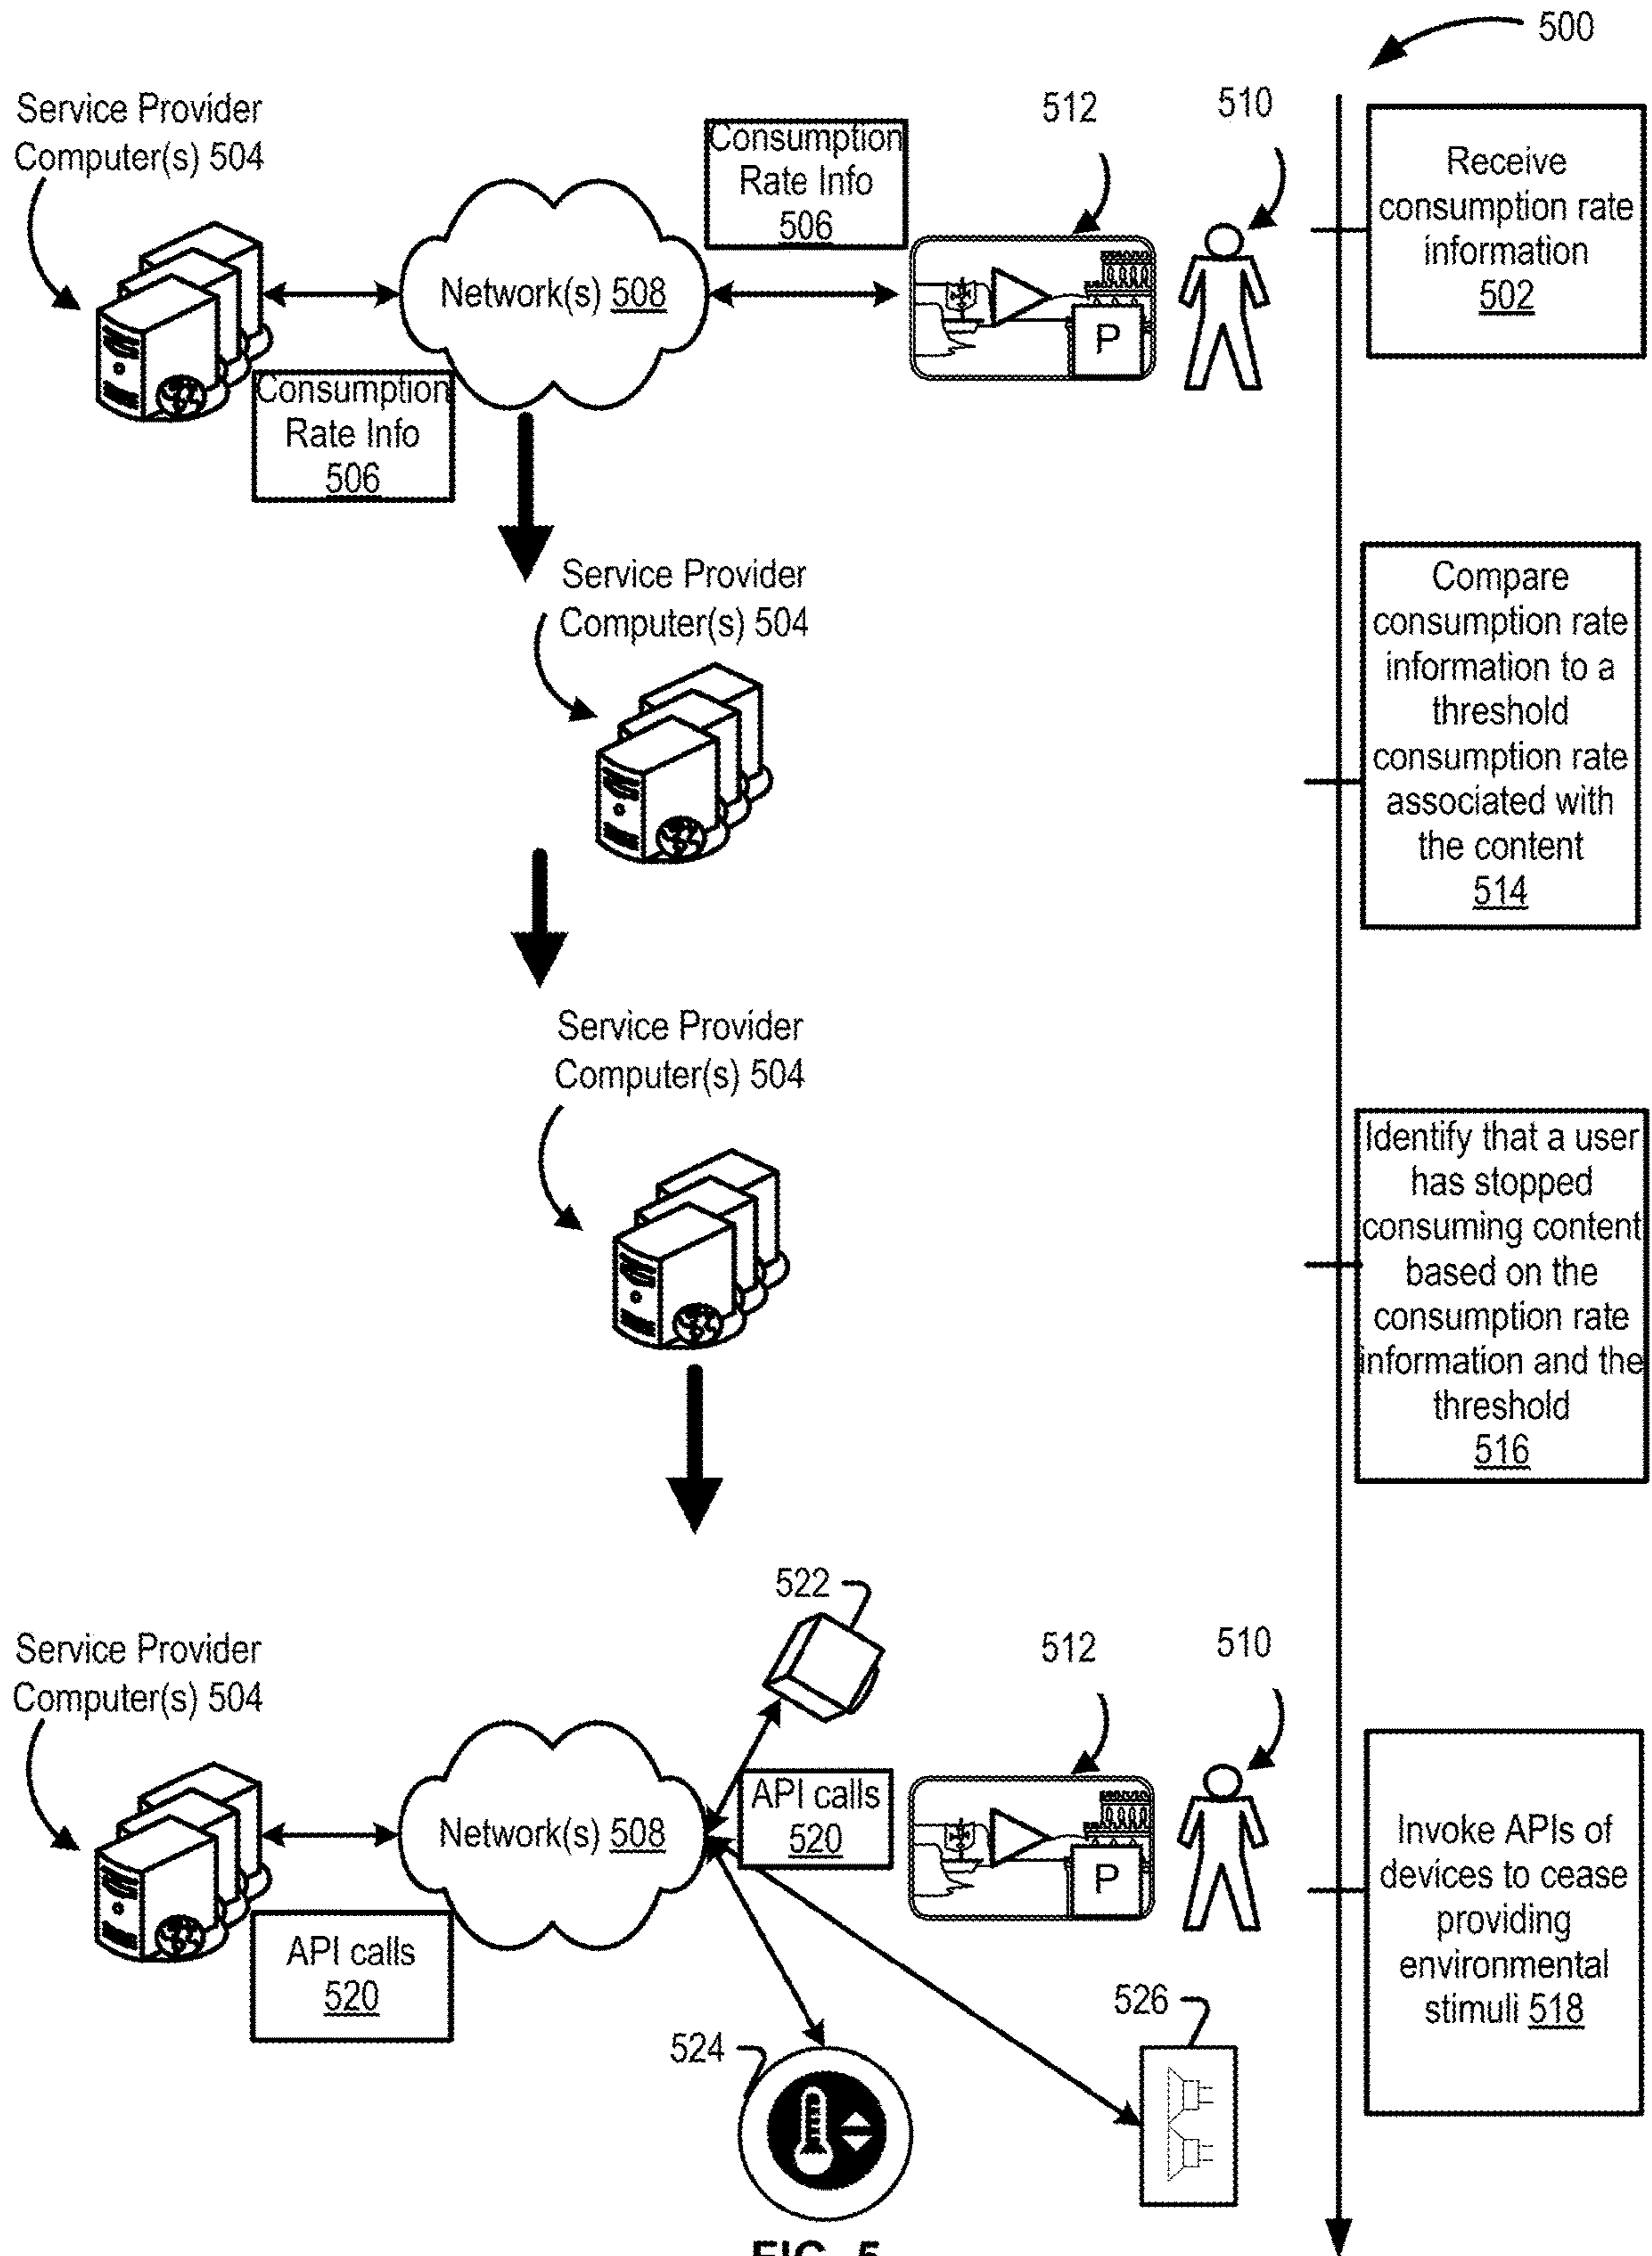 500
Service Provider
Computer(s) 504
Consumption
Rate Info
506
512
510
Receive
consumption rate
information
502
Network(s) 508
P
Consumption
Rate Info
506
Service Provider
Computer(s) 504
Compare
consumption rate
information to a
threshold
consumption rate
associated with
the content
514
Service Provider
Computer(s) 504
Identify that a user
has stopped
consuming content
based on the
consumption rate
information and the
threshold
516
522
Service Provider
Computer(s) 504
512
510
Network(s) 508
API calls
520
P
Invoke APIs of
devices to cease
providing
environmental
stimuli 518
API calls
520
524
526
FIG. 5